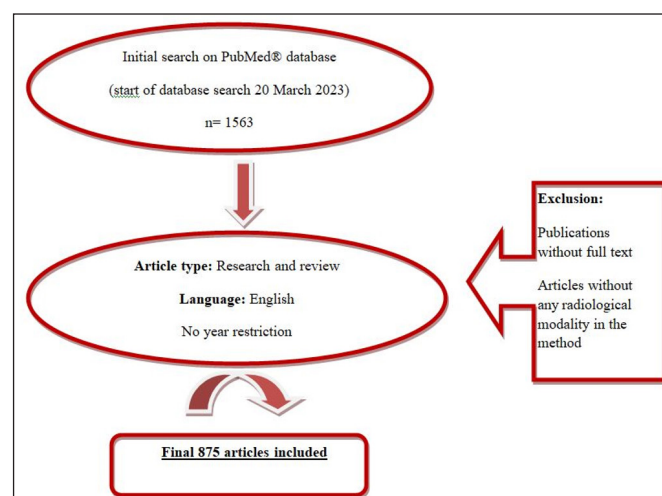 Initial search on PubMed® database
(start of database search 20 March 2023)
n= 1563
Article type: Research and review
Language: English
No year restriction
Exclusion:
Publications
without full text
Articles without
any radiological
modality in the
method
Final 875 articles included